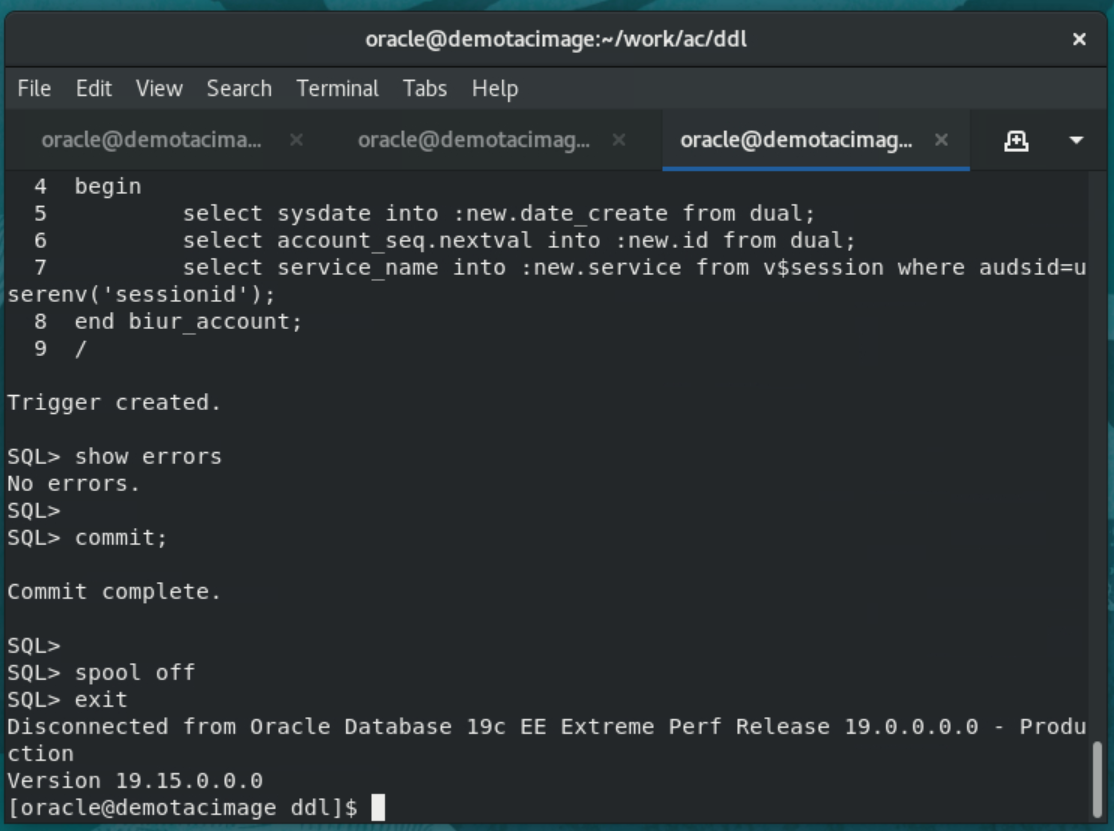 oracle@demotacimage:~/work/ac/ddl ×
File Edit View Search Terminal Tabs Help
oracle@demotacima... × oracle@demotacimag... × oracle@demotacimag... ×
  4  begin
  5          select sysdate into :new.date_create from dual;
  6          select account_seq.nextval into :new.id from dual;
  7          select service_name into :new.service from v$session where audsid=u
serenv('sessionid');
  8  end biur_account;
  9  /
Trigger created.
SQL> show errors
No errors.
SQL>
SQL> commit;
Commit complete.
SQL>
SQL> spool off
SQL> exit
Disconnected from Oracle Database 19c EE Extreme Perf Release 19.0.0.0.0 - Produ
ction
Version 19.15.0.0.0
[oracle@demotacimage ddl]$